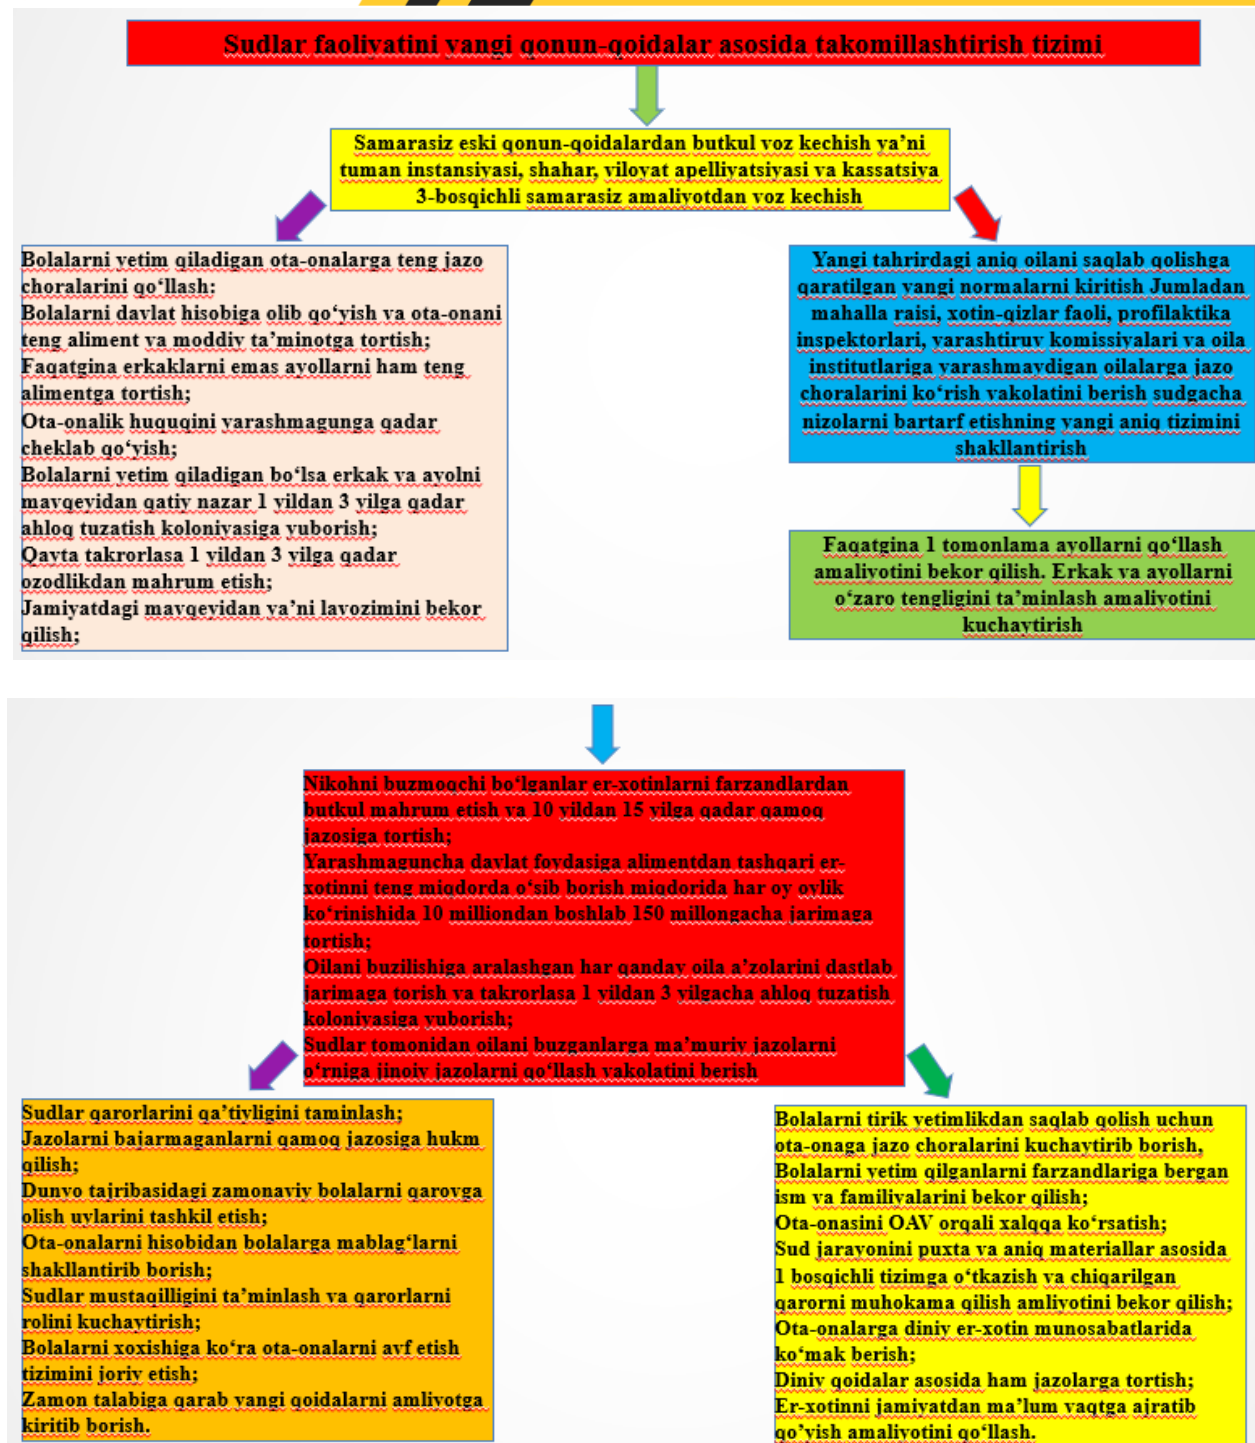 Sudlar faoliyatini yangi qonun-qoidalar asosida takomillashtirish tizimi
Samarasiz eski qonun-qoidalardan butkul voz kechish ya’ni
tuman instansiyasi, shahar, viloyat apelliyatsiyasi va kassatsiya
3-bosqichli samarasiz amaliyotdan voz kechish
Bolalarni yetim qiladigan ota-onalarga teng jazo
choralarini qo‘llash;
Bolalarni davlat hisobiga olib qo‘yish va ota-onani
teng aliment va moddiy ta’minotga tortish;
Faqatgina erkaklarni emas ayollarni ham teng
alimentga tortish;
Ota-onalik huquqini yarashmagunga qadar
cheklab qo‘yish;
Bolalarni yetim qiladigan bo‘lsa erkak va ayolni
mavqeyidan qatiy nazar 1 yildan 3 yilga qadar
ahloq tuzatish koloniyasiga yuborish;
Qayta takrorlasa 1 yildan 3 yilga qadar
ozodlikdan mahrum etish;
Jamiyatdagi mavqeyidan ya’ni lavozimini bekor
qilish;
Yangi tahrirdagi aniq oilani saqlab qolishga
qaratilgan yangi normalarni kiritish Jumladan
mahalla raisi, xotin-qizlar faoli, profilaktika
inspektorlari, yarashtiruv komissiyalari va oila
institutlariga yarashmaydigan oilalarga jazo
choralarini ko‘rish vakolatini berish sudgacha
nizolarni bartarf etishning yangi aniq tizimini
shakllantirish
Faqatgina 1 tomonlama ayollarni qo‘llash
amaliyotini bekor qilish. Erkak va ayollarni
o‘zaro tengligini ta’minlash amaliyotini
kuchaytirish
Nikohni buzmoqchi bo‘lganlar er-xotinlarni farzandlardan
butkul mahrum etish va 10 yildan 15 yilga qadar qamoq
jazosiga tortish;
Yarashmaguncha davlat foydasiga alimentdan tashqari er-
xotinni teng miqdorda o‘sib borish miqdorida har oy oylik
ko‘rinishida 10 milliondan boshlab 150 millongacha jarimaga
tortish;
Oilani buzilishiga aralashgan har qanday oila a’zolarini dastlab
jarimaga torish va takrorlasa 1 yildan 3 yilgacha ahloq tuzatish
koloniyasiga yuborish;
Sudlar tomonidan oilani buzganlarga ma’muriy jazolarni
o‘rniga jinoiy jazolarni qo‘llash vakolatini berish
Sudlar qarorlarini qa’tiyligini taminlash;
Jazolarni bajarmaganlarni qamoq jazosiga hukm
qilish;
Dunyo tajribasidagi zamonaviy bolalarni qarovga
olish uylarini tashkil etish;
Ota-onalarni hisobidan bolalarga mablag‘larni
shakllantirib borish;
Sudlar mustaqilligini ta’minlash va qarorlarni
rolini kuchaytirish;
Bolalarni xoxishiga ko‘ra ota-onalarni avf etish
tizimini joriy etish;
Zamon talabiga qarab yangi qoidalarni amliyotga
kiritib borish.
Bolalarni tirik yetimlikdan saqlab qolish uchun
ota-onaga jazo choralarini kuchaytirib borish,
Bolalarni yetim qilganlarni farzandlariga bergan
ism va familiyalarini bekor qilish;
Ota-onasini OAV orqali xalqqa ko‘rsatish;
Sud jarayonini puxta va aniq materiallar asosida
1 bosqichli tizimga o‘tkazish va chiqarilgan
qarorni muhokama qilish amliyotini bekor qilish;
Ota-onalarga diniy er-xotin munosabatlarida
ko‘mak berish;
Diniy qoidalar asosida ham jazolarga tortish;
Er-xotinni jamiyatdan ma’lum vaqtga ajratib
qo‘yish amaliyotini qo‘llash.